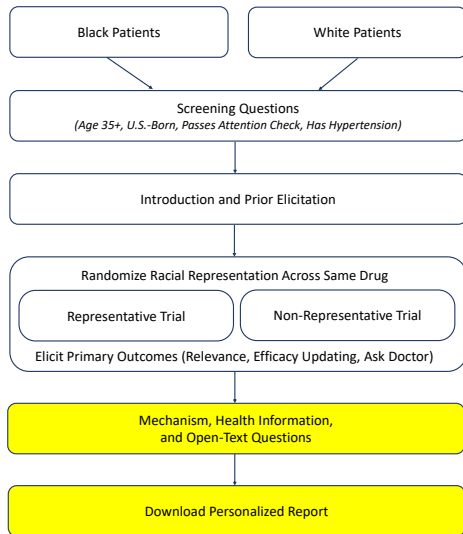 Black Patients
White Patients
Screening Questions
(Age 35+, U.S.-Born, Passes Attention Check, Has Hypertension)
Introduction and Prior Elicitation
Randomize Racial Representation Across Same Drug
Representative Trial
Non-Representative Trial
Elicit Primary Outcomes (Relevance, Efficacy Updating, Ask Doctor)
Mechanism, Health Information,
and Open-Text Questions
Download Personalized Report